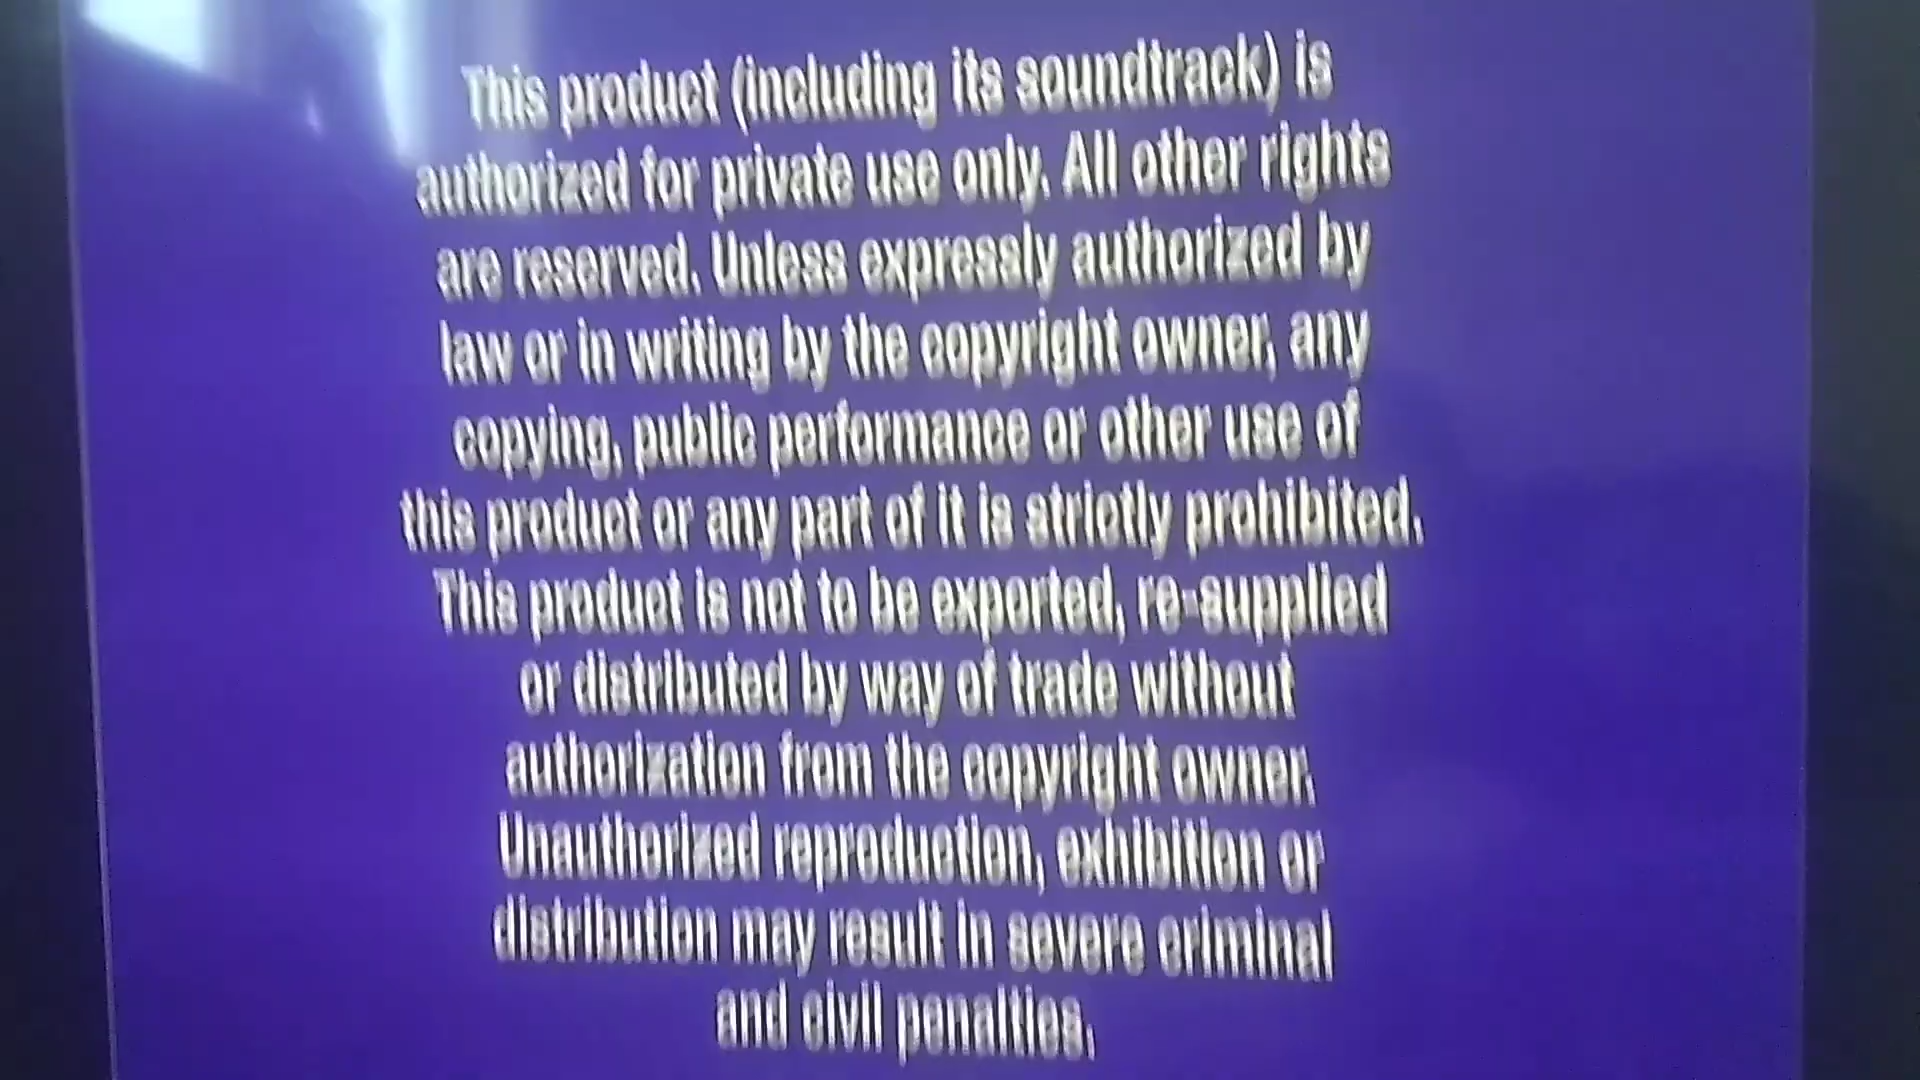 This product (including its soundtrack) is
authorized for private use only. All other rights
are reserved. Unless expressly authorized by
law or in writing by the copyright owner, any
copying, public performance or other use of
this product or any part of it is strictly prohibited.
This product is not to be exported, re-supplied
or distributed by way of trade without
authorization from the copyright owner.
Unauthorized reproduction, exhibition or
distribution may result in severe criminal
and civil penalties.